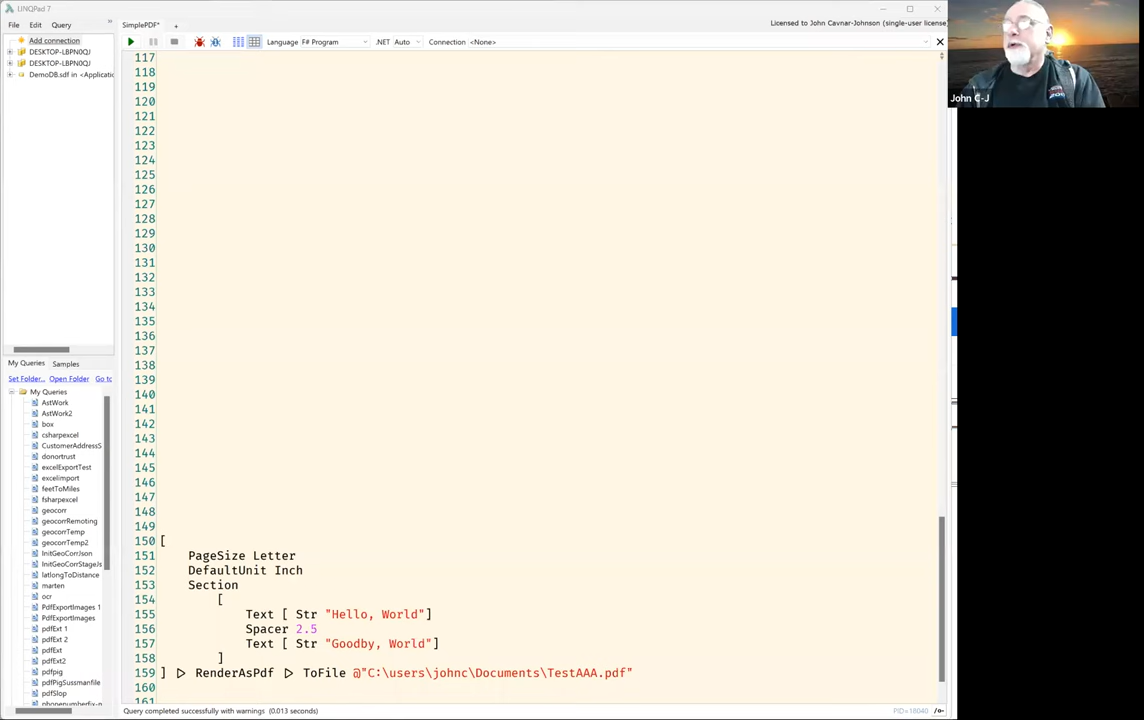 LINQPad 7
File Edit Query
SimplePDF* +
Licensed to John Cavnar-Johnson (single-user license
Language F# Program .NET Auto Connection <None>
Add connection
DESKTOP-LBPN0QJ
DESKTOP-LBPN0QJ
DemoDB.sdf in <Applicatio
My Queries Samples
Set Folder... Open Folder Go to
My Queries
AstWork
AstWork2
box
csharpexcel
CustomerAddressS
donortrust
excelExportTest
excelimport
feetToMiles
fsharpexcel
geocorr
geocorrRemoting
geocorrTemp
geocorrTemp2
InitGeoCorrJson
InitGeoCorrStageJs
latlongToDistance
marten
ocr
PdfExportImages 1
PdfExportImages
pdfExt 1
pdfExt 2
pdfExt
pdfExt2
pdfpig
pdfPigSussmanfile
pdfSlop
phonenumberfix-n
117
118
119
120
121
122
123
124
125
126
127
128
129
130
131
132
133
134
135
136
137
138
139
140
141
142
143
144
145
146
147
148
149
150 [
151 PageSize Letter
152 DefaultUnit Inch
153 Section
154 [
155 Text [ Str "Hello, World"]
156 Spacer 2.5
157 Text [ Str "Goodby, World"]
158 ]
159 ] |> RenderAsPdf |> ToFile @"C:\users\johnc\Documents\TestAAA.pdf"
160
161
Query completed successfully with warnings (0.013 seconds)
PID=18040 /o-
John C-J